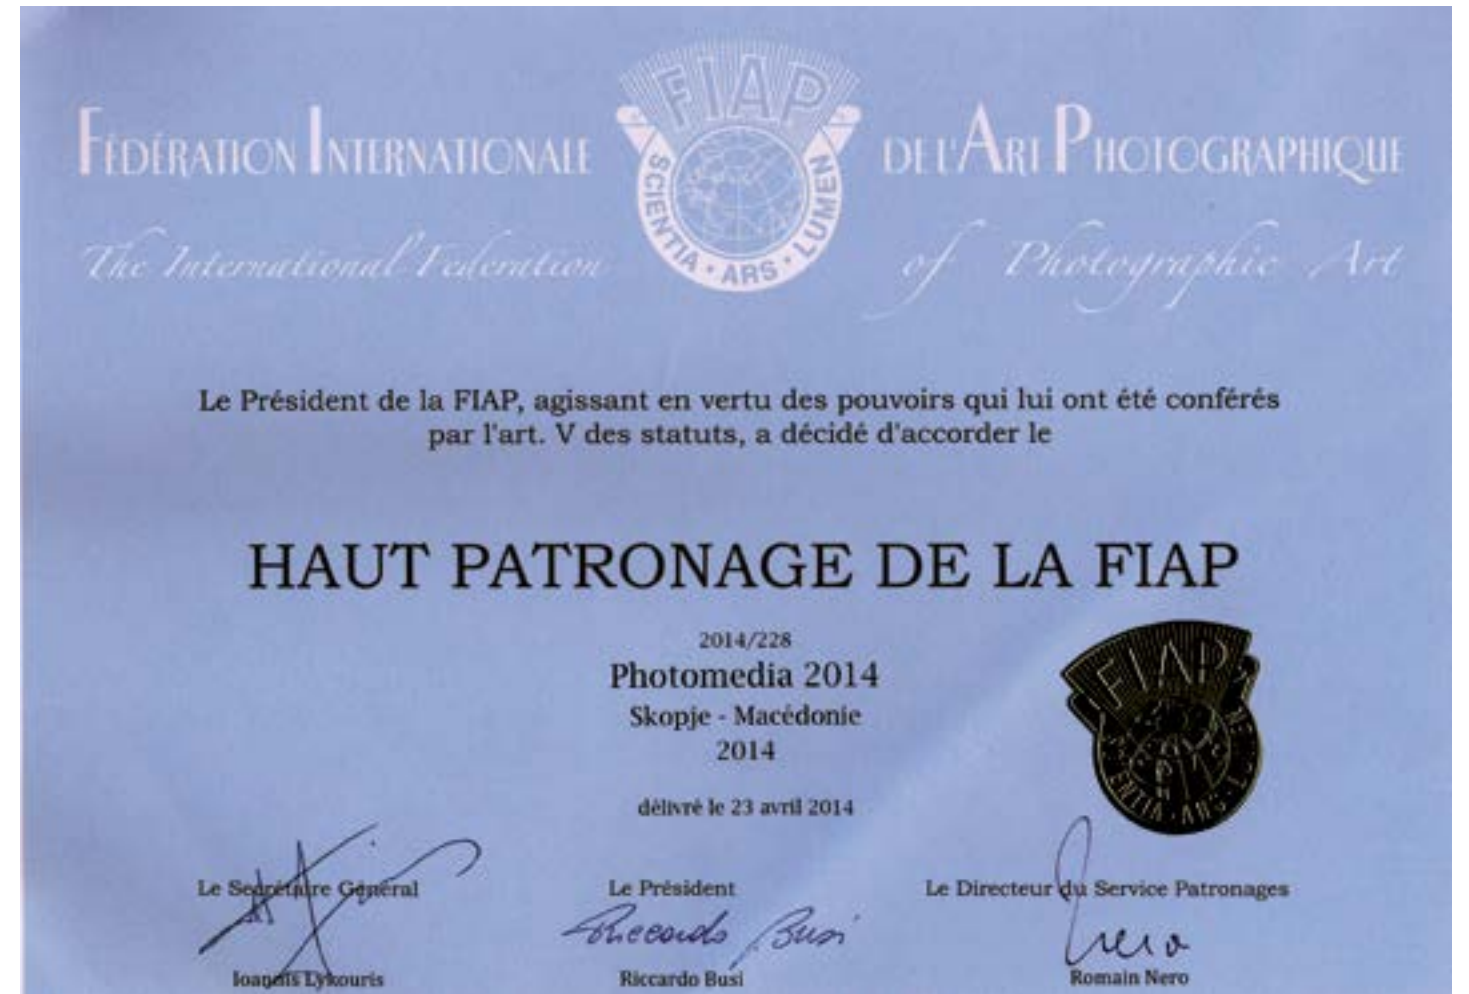 FÉDÉRATION INTERNATIONALE
DE L'ART PHOTOGRAPHIQUE
FIAP
SCIENTIA • ARS • LUMEN
The International Federation
of Photographic Art
Le Président de la FIAP, agissant en vertu des pouvoirs qui lui ont été conférés
par l'art. V des statuts, a décidé d'accorder le
HAUT PATRONAGE DE LA FIAP
2014/228
Photomedia 2014
Skopje - Macédonie
2014
délivré le 23 avril 2014
FIAP
Le Secrétaire Général
Le Président
Le Directeur du Service Patronages
Riccardo Busi
Nero
Ioannis Lykouris
Riccardo Busi
Romain Nero